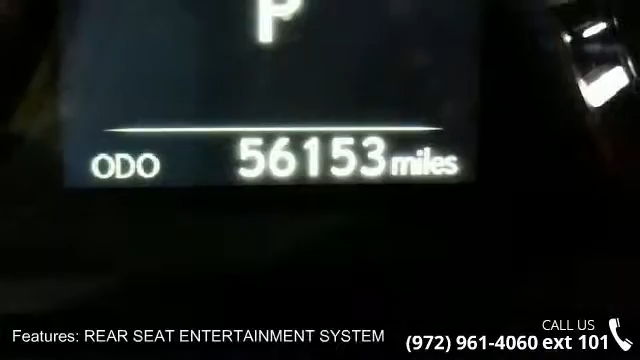 P
ODO 56153 miles
Features: REAR SEAT ENTERTAINMENT SYSTEM
CALL US
(972) 961-4060 ext 101